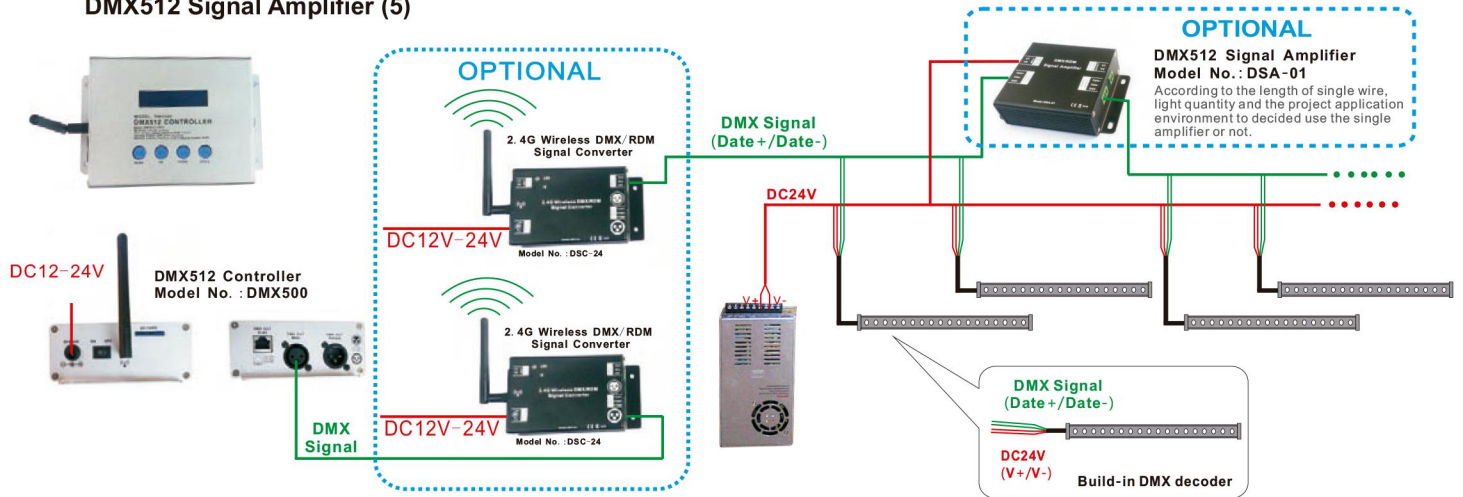 DMX512 Signal Amplifier (5)
OPTIONAL
DMX512 Signal Amplifier
Model No.:DSA-01
According to the length of single wire,
light quantity and the project application
environment to decided use the single
amplifier or not.
OPTIONAL
2.4G Wireless DMX/RDM
Signal Converter
DMX Signal
(Date+/Date-)
DC12V-24V
Model No.:DSC-24
DC24V
DMX512 CONTROLLER
DC12-24V
DMX512 Controller
Model No.:DMX500
2.4G Wireless DMX/RDM
Signal Converter
V+ V-
DC12V-24V
Model No.:DSC-24
DMX
Signal
DMX Signal
(Date+/Date-)
DC24V
(V+/V-)
Build-in DMX decoder